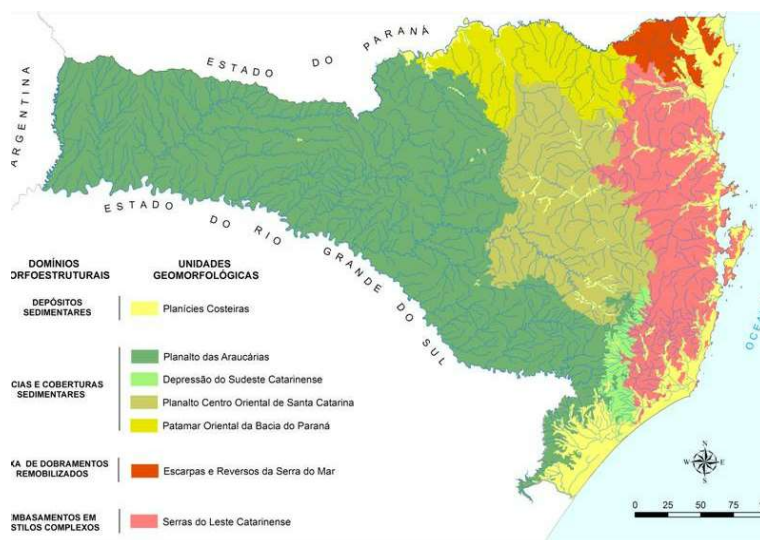 ESTADO DO PARANÁ
ARGENTINA
ESTADO DO RIO GRANDE DO SUL
OCEA
DOMÍNIOS
ORFOESTRUTURAIS
UNIDADES
GEOMORFOLÓGICAS
DEPÓSITOS
SEDIMENTARES
Planícies Costeiras
CIAS E COBERTURAS
SEDIMENTARES
Planalto das Araucárias
Depressão do Sudeste Catarinense
Planalto Centro Oriental de Santa Catarina
Patamar Oriental da Bacia do Paraná
XA DE DOBRAMENTOS
REMOBILIZADOS
Escarpas e Reversos da Serra do Mar
EMBASAMENTOS EM
STILOS COMPLEXOS
Serras do Leste Catarinense
N
W E
S
0 25 50 75